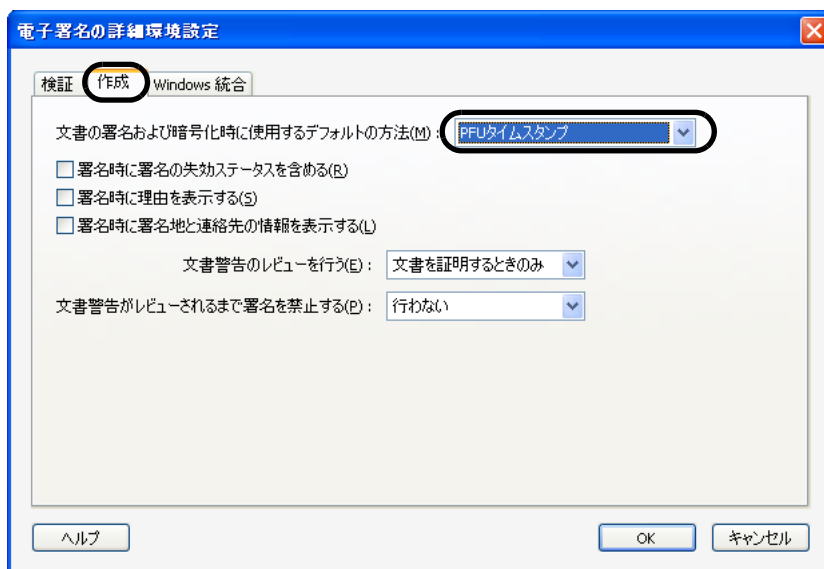 電子署名の詳細環境設定
検証 作成 Windows 統合
文書の署名および暗号化時に使用するデフォルトの方法(M): PFUタイムスタンプ
署名時に署名の失効ステータスを含める(R)
署名時に理由を表示する(S)
署名時に署名地と連絡先の情報を表示する(L)
文書警告のレビューを行う(E): 文書を証明するときのみ
文書警告がレビューされるまで署名を禁止する(P): 行わない
ヘルプ OK キャンセル